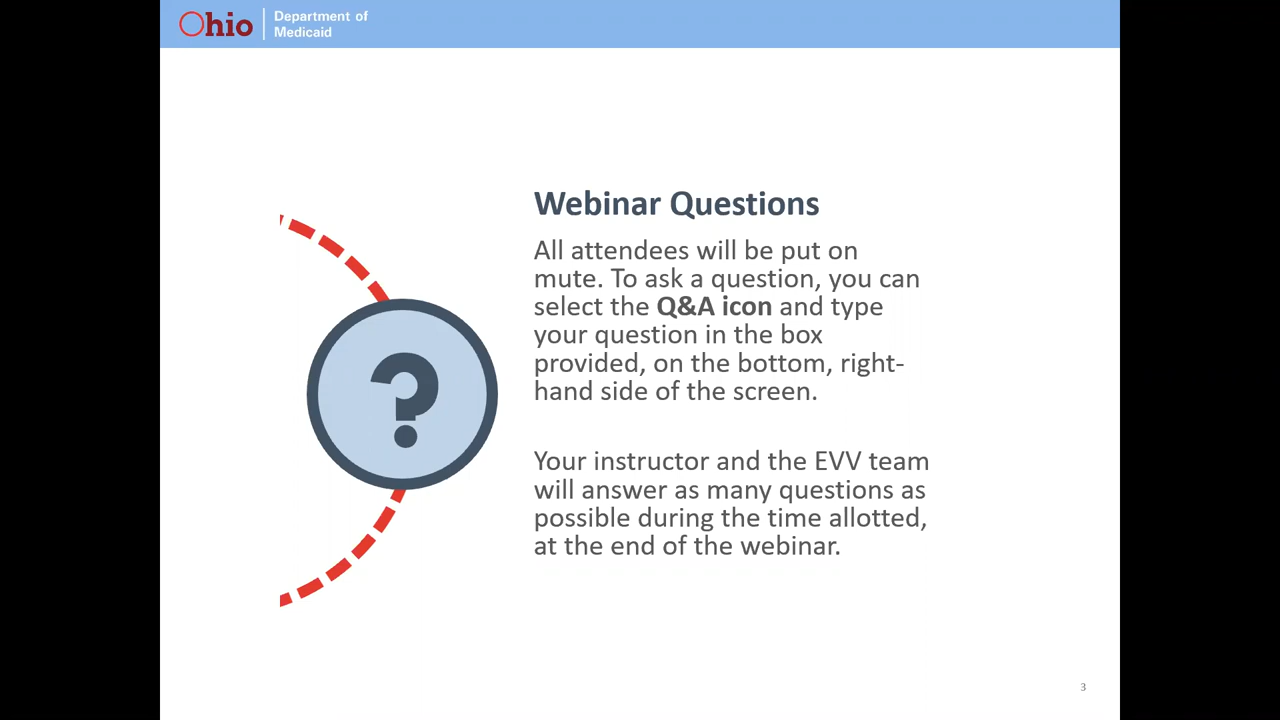 Ohio
Department of
Medicaid
Webinar Questions
All attendees will be put on
mute. To ask a question, you can
select the Q&A icon and type
your question in the box
provided, on the bottom, right-
hand side of the screen.
?
Your instructor and the EVV team
will answer as many questions as
possible during the time allotted,
at the end of the webinar.
3